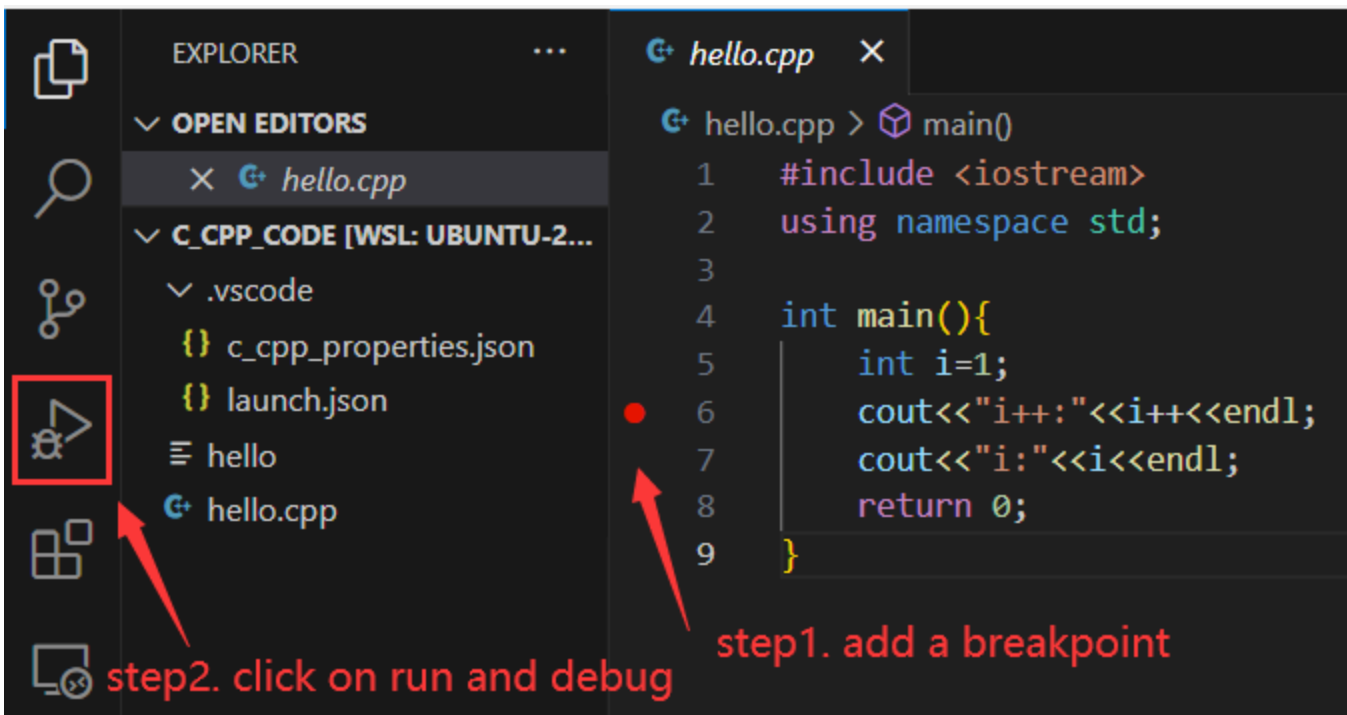 EXPLORER ...
OPEN EDITORS
hello.cpp
C_CPP_CODE [WSL: UBUNTU-2...
.vscode
{} c_cpp_properties.json
{} launch.json
hello
hello.cpp
hello.cpp
hello.cpp > main()
1 #include <iostream>
2 using namespace std;
3
4 int main(){
5 int i=1;
6 cout<<"i++:"<<i++<<endl;
7 cout<<"i:"<<i<<endl;
8 return 0;
9 }
step1. add a breakpoint
step2. click on run and debug